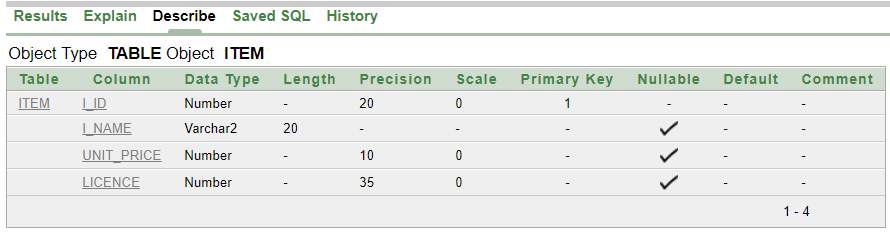 Results Explain Describe Saved SQL History
Object Type TABLE Object ITEM
Table Column Data Type Length Precision Scale Primary Key Nullable Default Comment
ITEM I_ID Number - 20 0 1 - - -
I_NAME Varchar2 20 - - - ✓ - -
UNIT_PRICE Number - 10 0 - ✓ - -
LICENCE Number - 35 0 - ✓ - -
1 - 4